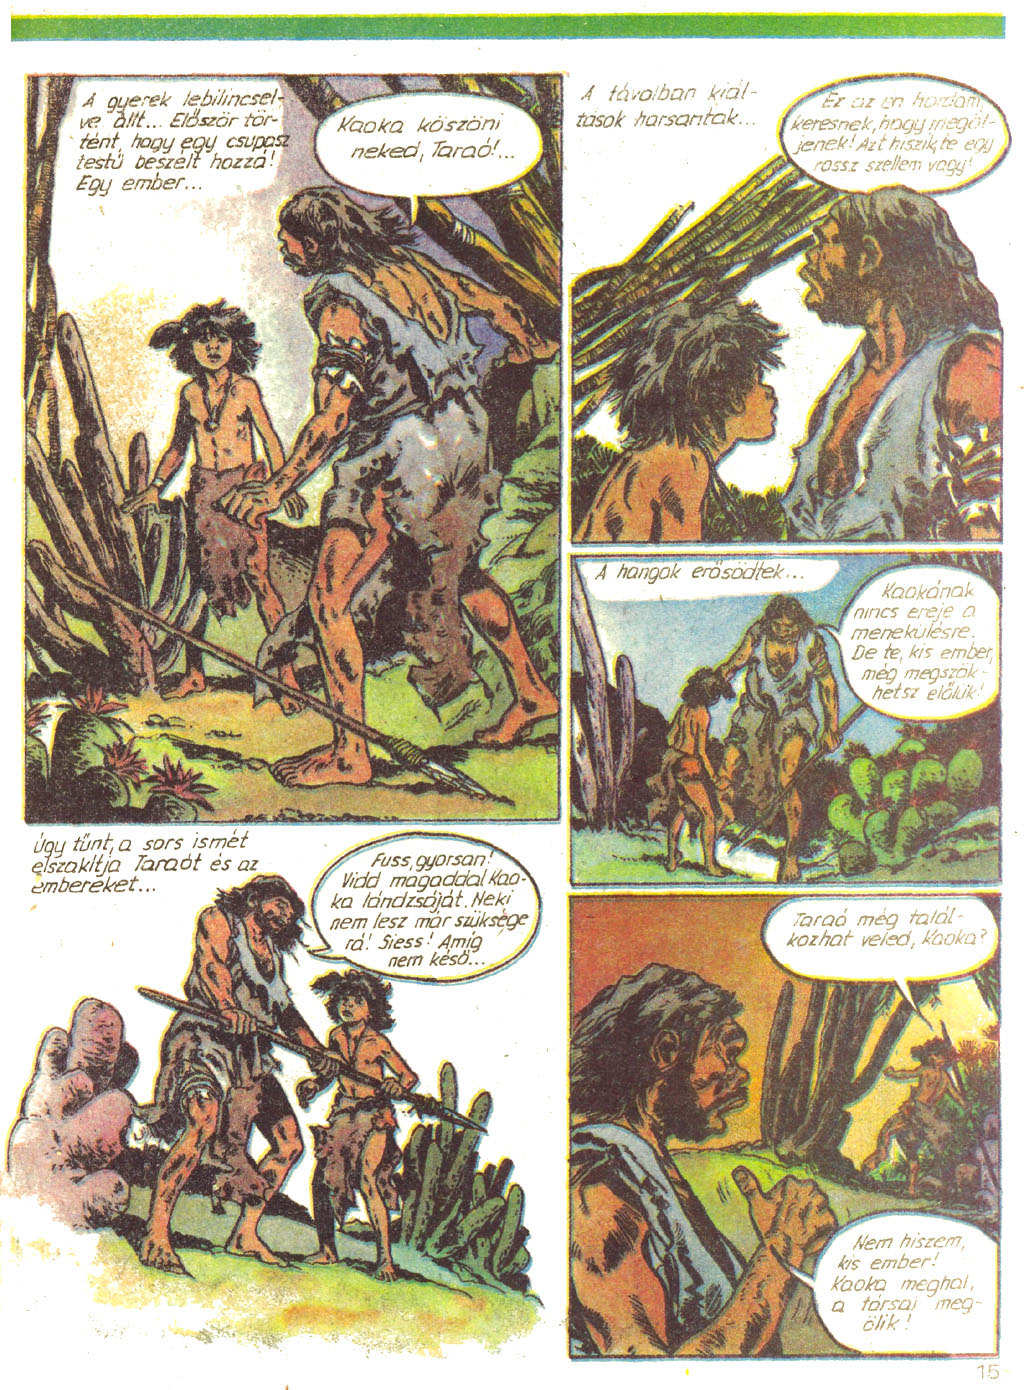 A gyerek lebilincsel-
ve állt... Először tör-
tént, hogy egy csupasz
testű beszélt hozzá!
Egy ember...
Kaoka köszöni
neked, Taraó!...
A távolban kiál-
tások harsantak...
Ez az én hordám,
keresnek, hogy megöl-
jenek! Azt hiszik, te egy
rossz szellem vagy!
A hangok erősödtek...
Kaokának
nincs ereje a
menekülésre.
De te, kis ember,
még megszök-
hetsz előlük!
Úgy tűnt, a sors ismét
elszakítja Taraót és az
embereket...
Fuss, gyorsan!
Vidd magaddal Kao-
ka lándzsáját. Neki
nem lesz már szüksége
rá! Siess! Amíg
nem késő...
Taraó még talál-
kozhat veled, Kaoka?
Nem hiszem,
kis ember!
Kaoka meghal,
a társai meg-
ölik!
15